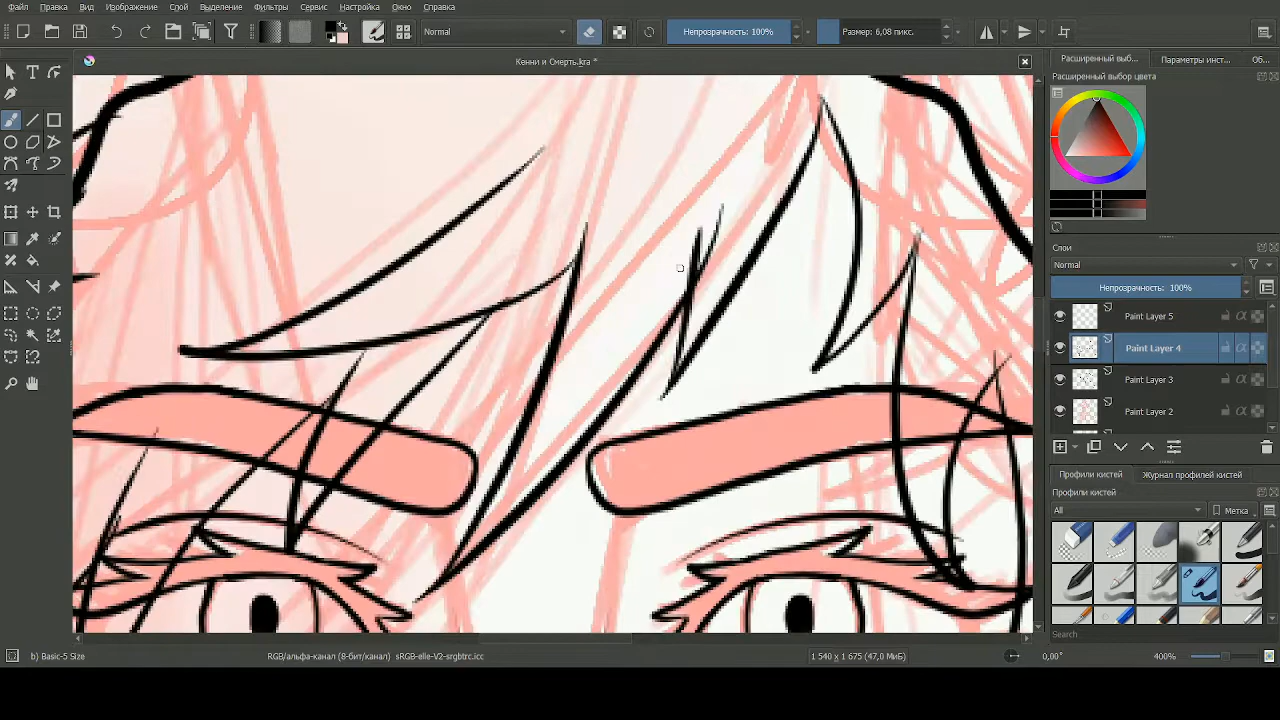 Файл Правка Вид Изображение Слой Выделение Фильтры Сервис Настройка Окно Справка
Normal Непрозрачность: 100% Размер: 6,08 пикс.
Кенни и Смерть.kra *
Расширенный выб... Параметры инст... Об...
Расширенный выбор цвета
Слои
Normal
Непрозрачность: 100%
Paint Layer 5
Paint Layer 4
Paint Layer 3
Paint Layer 2
Профили кистей Журнал профилей кистей
Профили кистей
All Метка
Search
b) Basic-5 Size RGB/альфа-канал (8-бит/канал) sRGB-elle-V2-srgbtrc.icc 1 540 x 1 675 (47,0 МиБ) 0,00° 400%